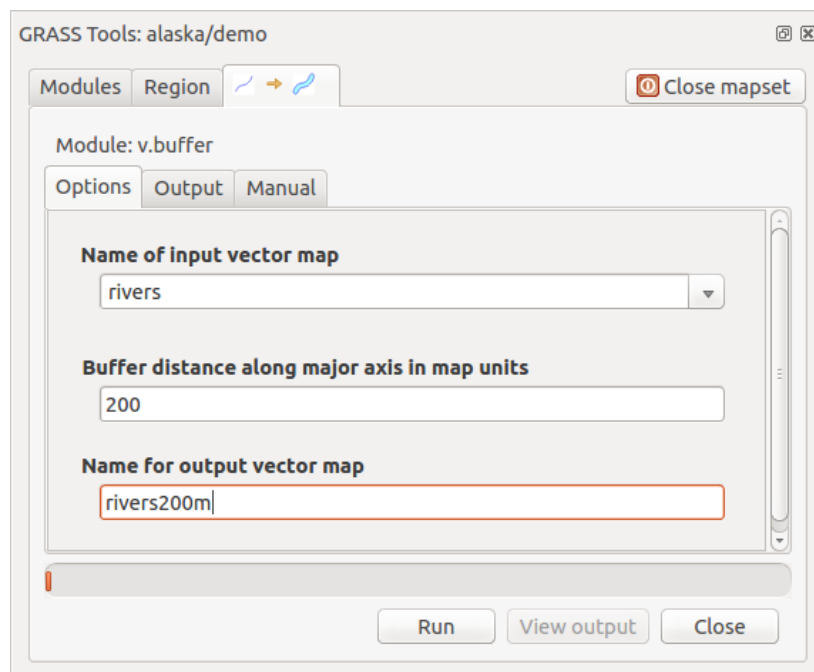 GRASS Tools: alaska/demo
Modules Region Close mapset
Module: v.buffer
Options Output Manual
Name of input vector map
rivers
Buffer distance along major axis in map units
200
Name for output vector map
rivers200m
Run View output Close